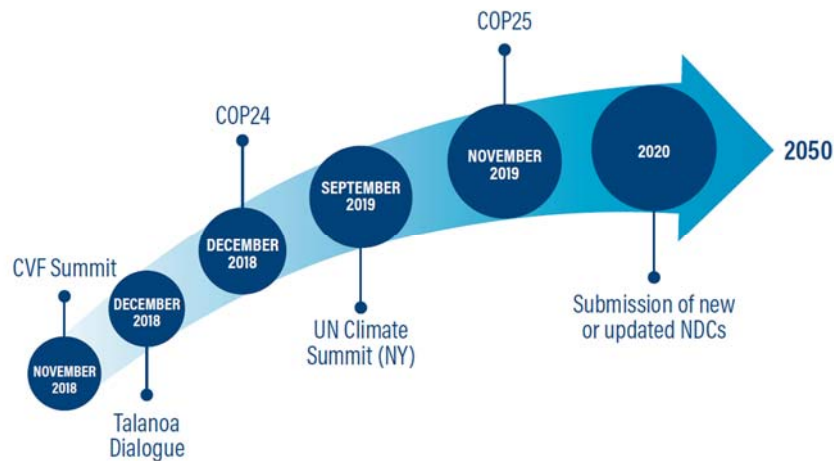 CVF Summit
NOVEMBER
2018
DECEMBER
2018
Talanoa
Dialogue
COP24
DECEMBER
2018
SEPTEMBER
2019
UN Climate
Summit (NY)
COP25
NOVEMBER
2019
2020
Submission of new
or updated NDCs
2050